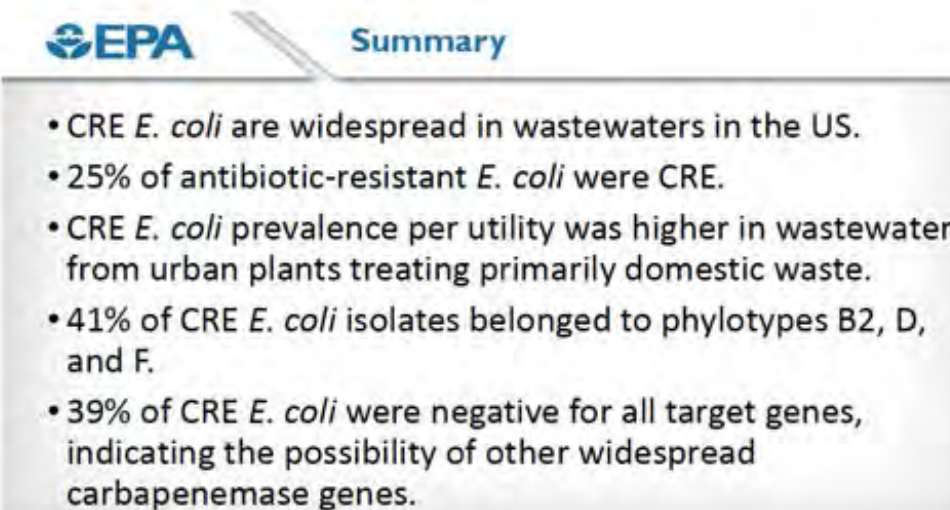 EPA Summary
• CRE E. coli are widespread in wastewaters in the US.
• 25% of antibiotic-resistant E. coli were CRE.
• CRE E. coli prevalence per utility was higher in wastewater
from urban plants treating primarily domestic waste.
• 41% of CRE E. coli isolates belonged to phylotypes B2, D,
and F.
• 39% of CRE E. coli were negative for all target genes,
indicating the possibility of other widespread
carbapenemase genes.